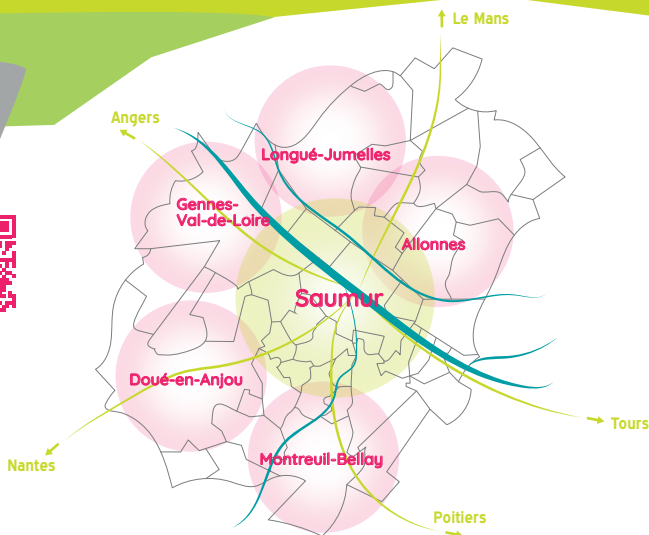 Le Mans
Angers
Longué-Jumelles
Gennes-
Val-de-Loire
Allonnes
Saumur
Doué-en-Anjou
Tours
Montreuil-Bellay
Nantes
Poitiers